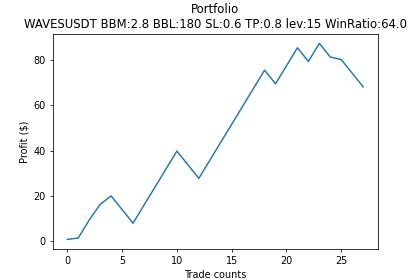 Portfolio
WAVESUSDT BBM:2.8 BBL:180 SL:0.6 TP:0.8 lev:15 WinRatio:64.0
80
60
40
20
0
Profit ($)
0 5 10 15 20 25
Trade counts